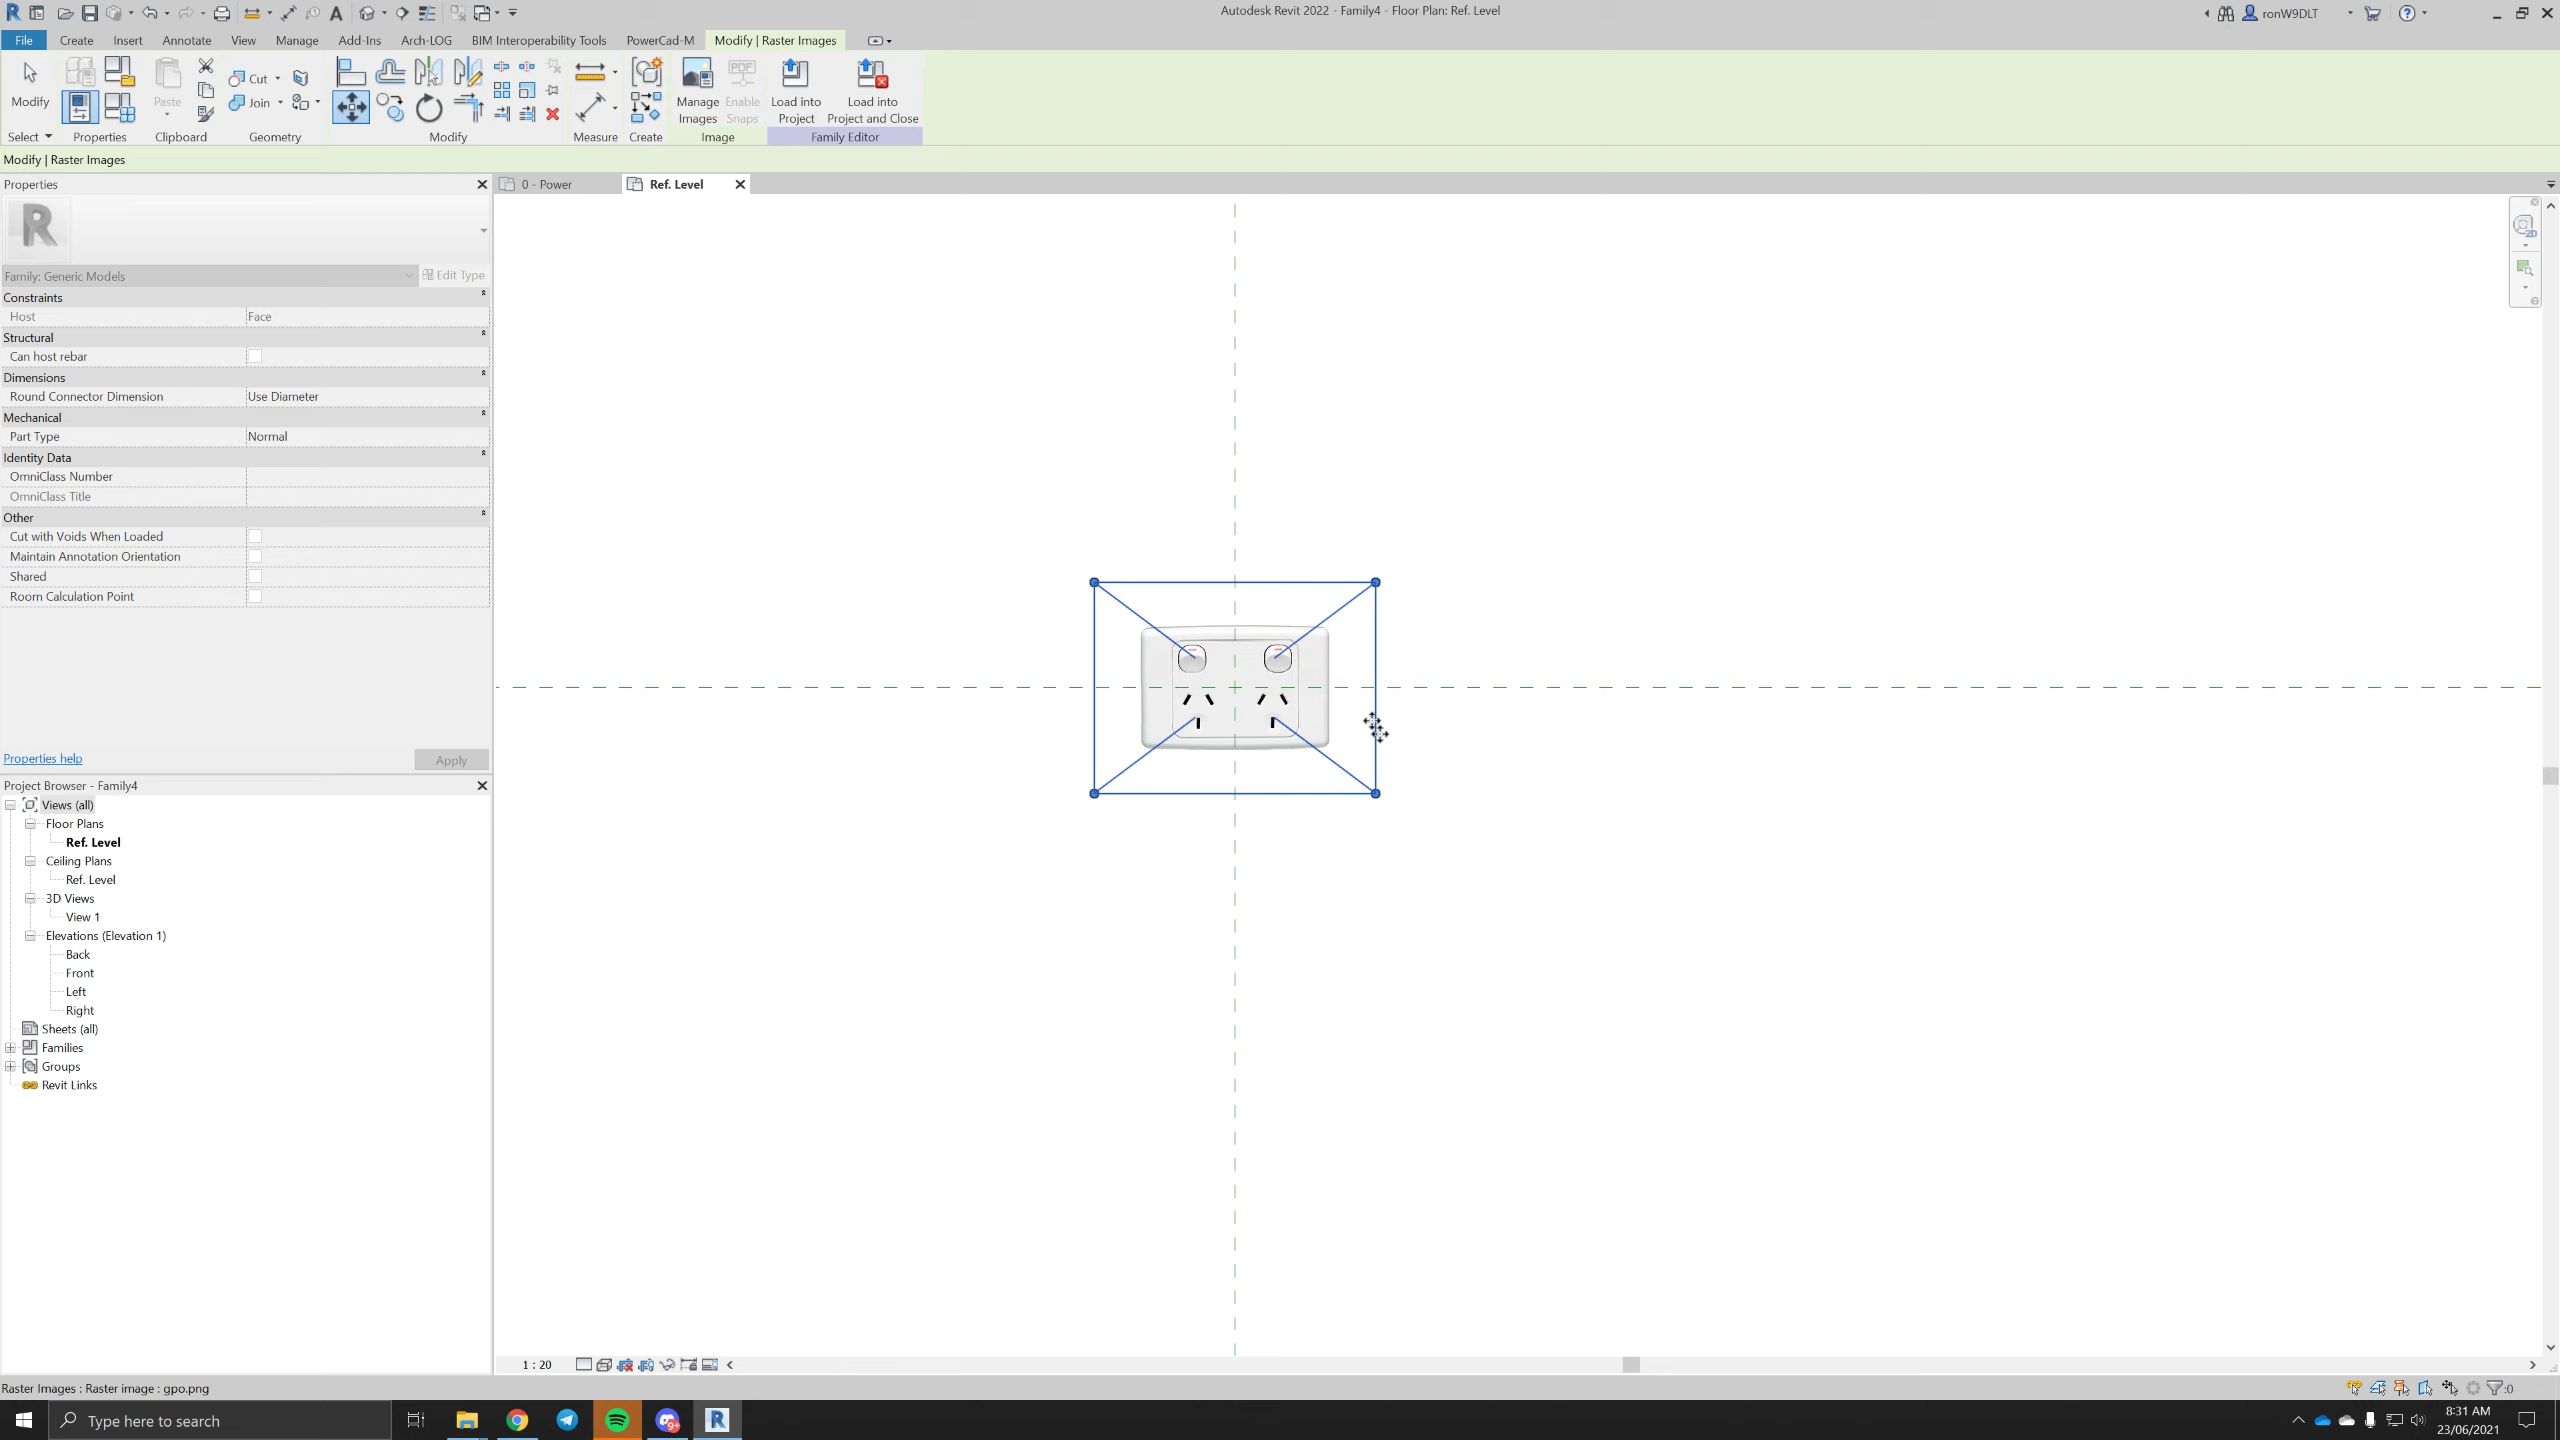 Autodesk Revit 2022 - Family4 - Floor Plan: Ref. Level
ronW9DLT
File Create Insert Annotate View Manage Add-Ins Arch-LOG BIM Interoperability Tools PowerCad-M Modify | Raster Images
Modify
Paste
Cut
Join
Manage Images
PDF
Enable Snaps
Load into Project
Load into Project and Close
Select Properties Clipboard Geometry Modify Measure Create Image Family Editor
Modify | Raster Images
Properties
0 - Power
Ref. Level
R
Family: Generic Models
Edit Type
Constraints
Host Face
Structural
Can host rebar
Dimensions
Round Connector Dimension Use Diameter
Mechanical
Part Type Normal
Identity Data
OmniClass Number
OmniClass Title
Other
Cut with Voids When Loaded
Maintain Annotation Orientation
Shared
Room Calculation Point
Properties help
Apply
Project Browser - Family4
Views (all)
Floor Plans
Ref. Level
Ceiling Plans
Ref. Level
3D Views
View 1
Elevations (Elevation 1)
Back
Front
Left
Right
Sheets (all)
Families
Groups
Revit Links
2D
1 : 20
Raster Images : Raster image : gpo.png
:0
Type here to search
9+
R
8:31 AM
23/06/2021